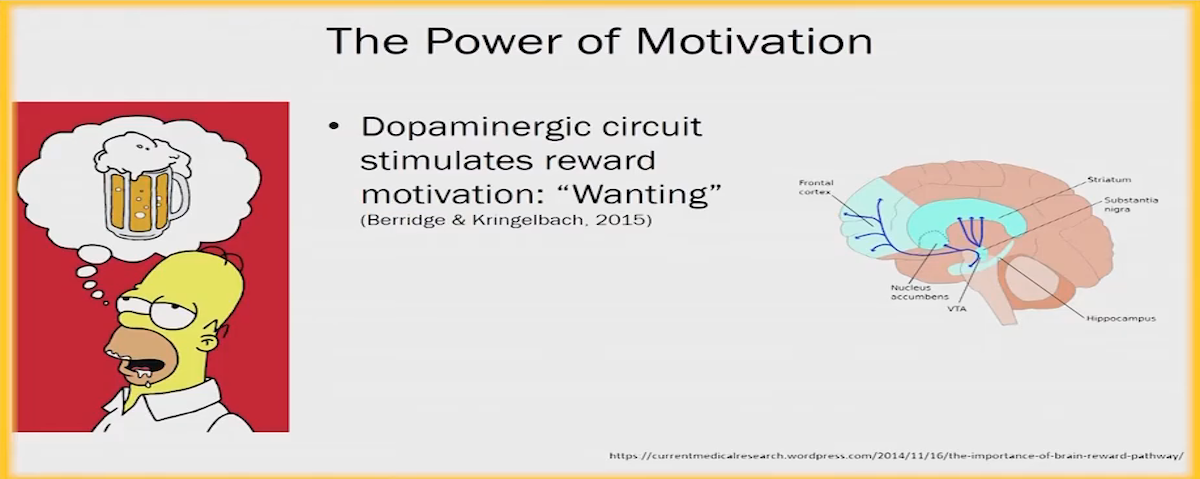 The Power of Motivation
• Dopaminergic circuit
stimulates reward
motivation: “Wanting”
(Berridge & Kringelbach, 2015)
Frontal
cortex
Striatum
Substantia
nigra
Nucleus
accumbens
VTA
Hippocampus
https://currentmedicalresearch.wordpress.com/2014/11/16/the-importance-of-brain-reward-pathway/